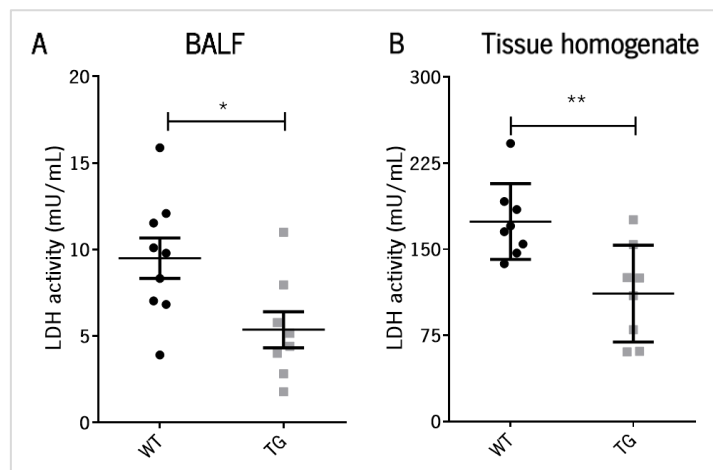 A BALF
LDH activity (mU/mL)
20
15
10
5
0
*
WT TG
B Tissue homogenate
LDH activity (mU/mL)
300
225
150
75
0
**
WT TG